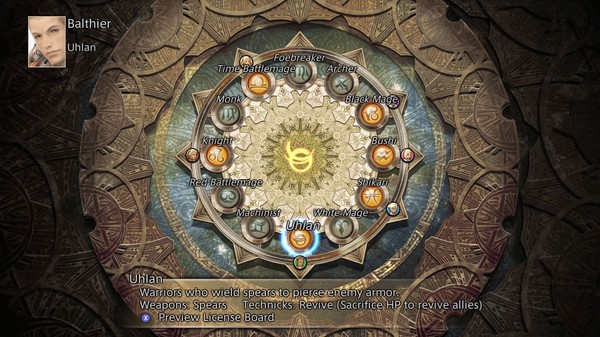 Balthier
Uhlan
Foebreaker
Time Battlemage
Archer
Monk
Black Mage
Knight
Bushi
Red Battlemage
Shikari
Machinist
White Mage
Uhlan
Uhlan
Warriors who wield spears to pierce enemy armor.
Weapons: Spears Technicks: Revive (Sacrifice HP to revive allies)
X Preview License Board